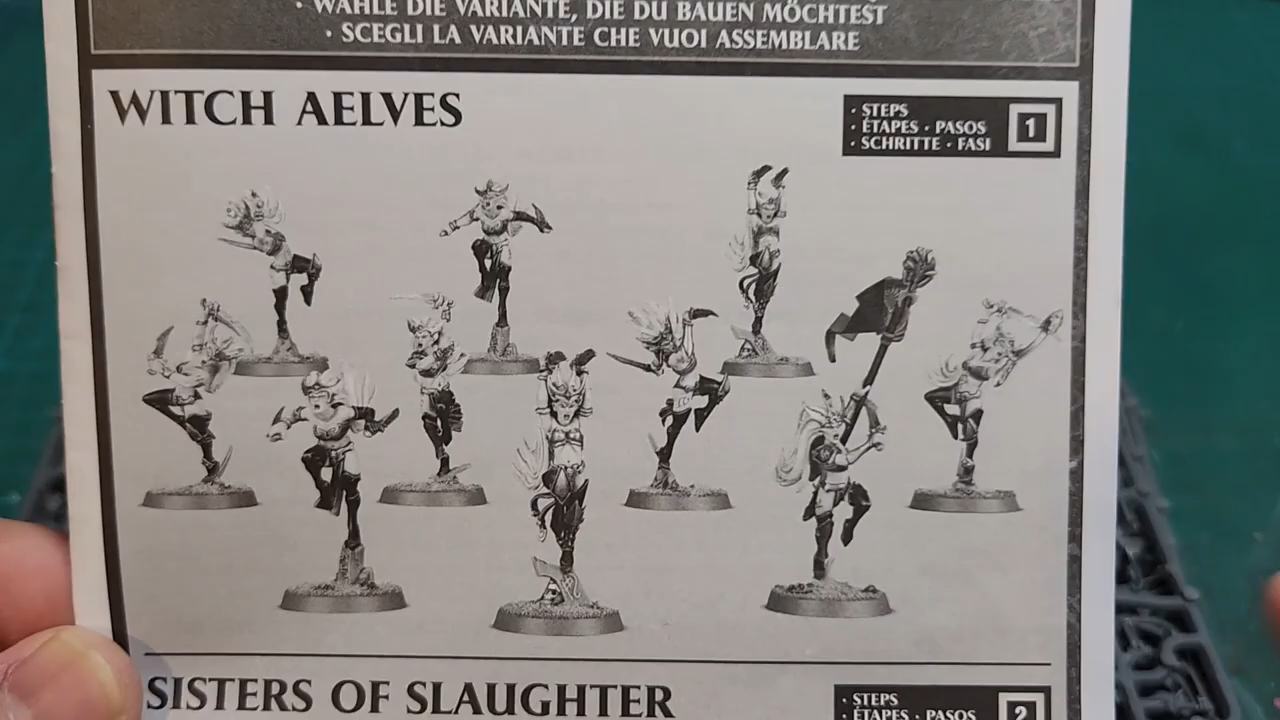 • WÄHLE DIE VARIANTE, DIE DU BAUEN MÖCHTEST
• SCEGLI LA VARIANTE CHE VUOI ASSEMBLARE
WITCH AELVES
• STEPS
• ÉTAPES • PASOS
• SCHRITTE • FASI
1
SISTERS OF SLAUGHTER
• STEPS
• ÉTAPES • PASOS
2